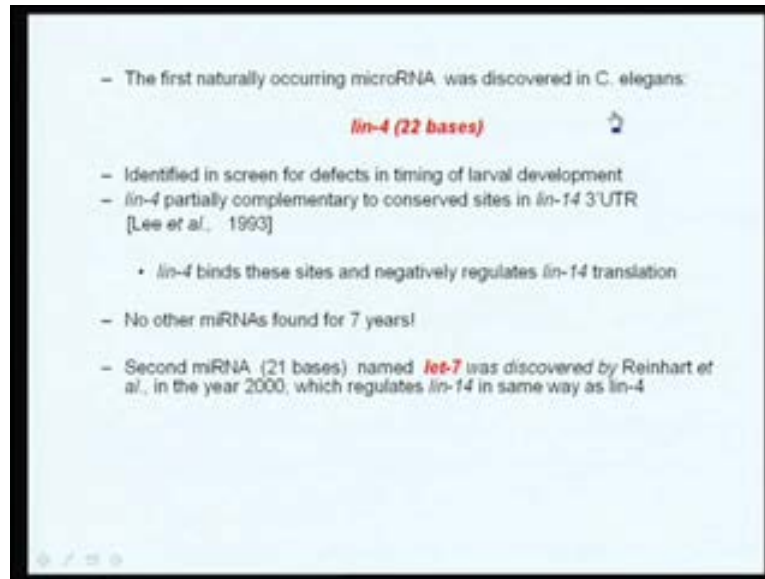 – The first naturally occurring microRNA was discovered in C. elegans:
lin-4 (22 bases)
– Identified in screen for defects in timing of larval development
– lin-4 partially complementary to conserved sites in lin-14 3'UTR
[Lee et al., 1993]
• lin-4 binds these sites and negatively regulates lin-14 translation
– No other miRNAs found for 7 years!
– Second miRNA (21 bases) named let-7 was discovered by Reinhart et
al., in the year 2000, which regulates lin-14 in same way as lin-4